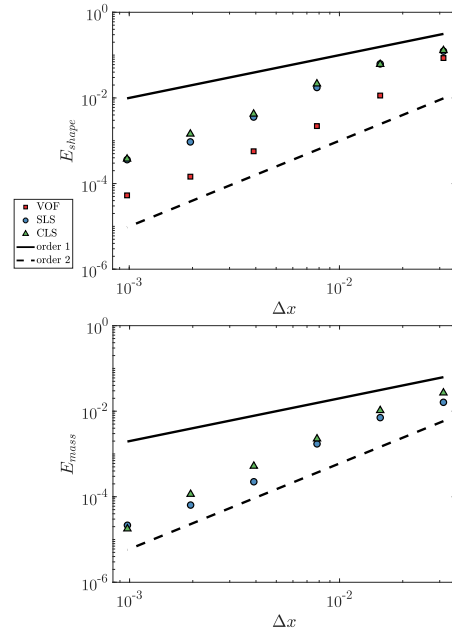 10^0
10^-2
10^-4
10^-6
E_shape
10^-3
10^-2
Δx
VOF
SLS
CLS
order 1
order 2
10^0
10^-2
10^-4
10^-6
E_mass
10^-3
10^-2
Δx